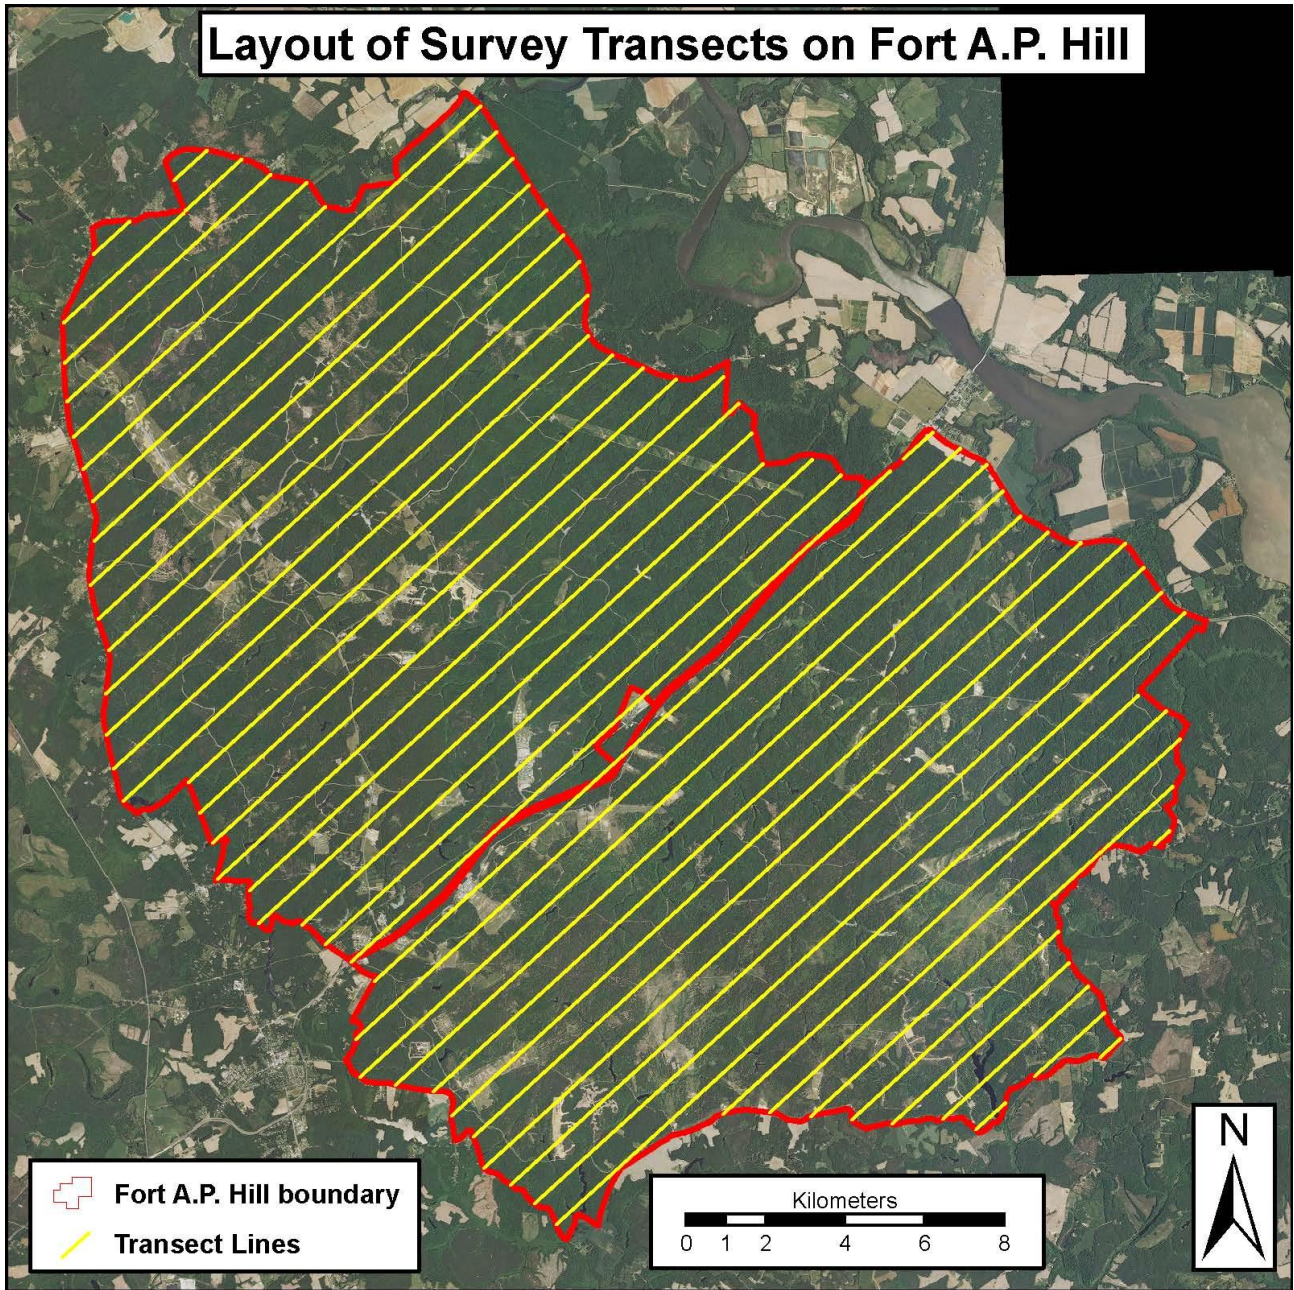 Layout of Survey Transects on Fort A.P. Hill
N
Fort A.P. Hill boundary
Transect Lines
Kilometers
0 1 2 4 6 8